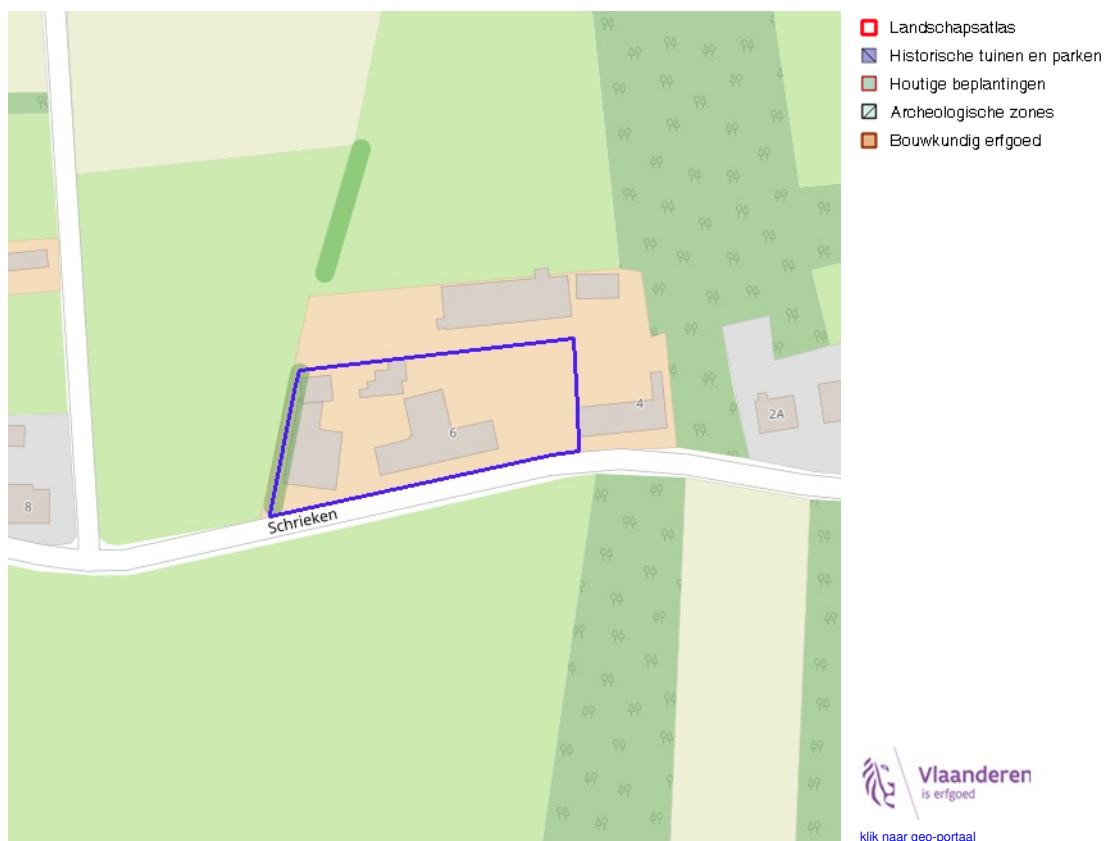 Landschapsatlas
Historische tuinen en parken
Houtige beplantingen
Archeologische zones
Bouwkundig erfgoed
4
2A
6
8
Schrieken
Vlaanderen
is erfgoed
klik naar geo-portaal